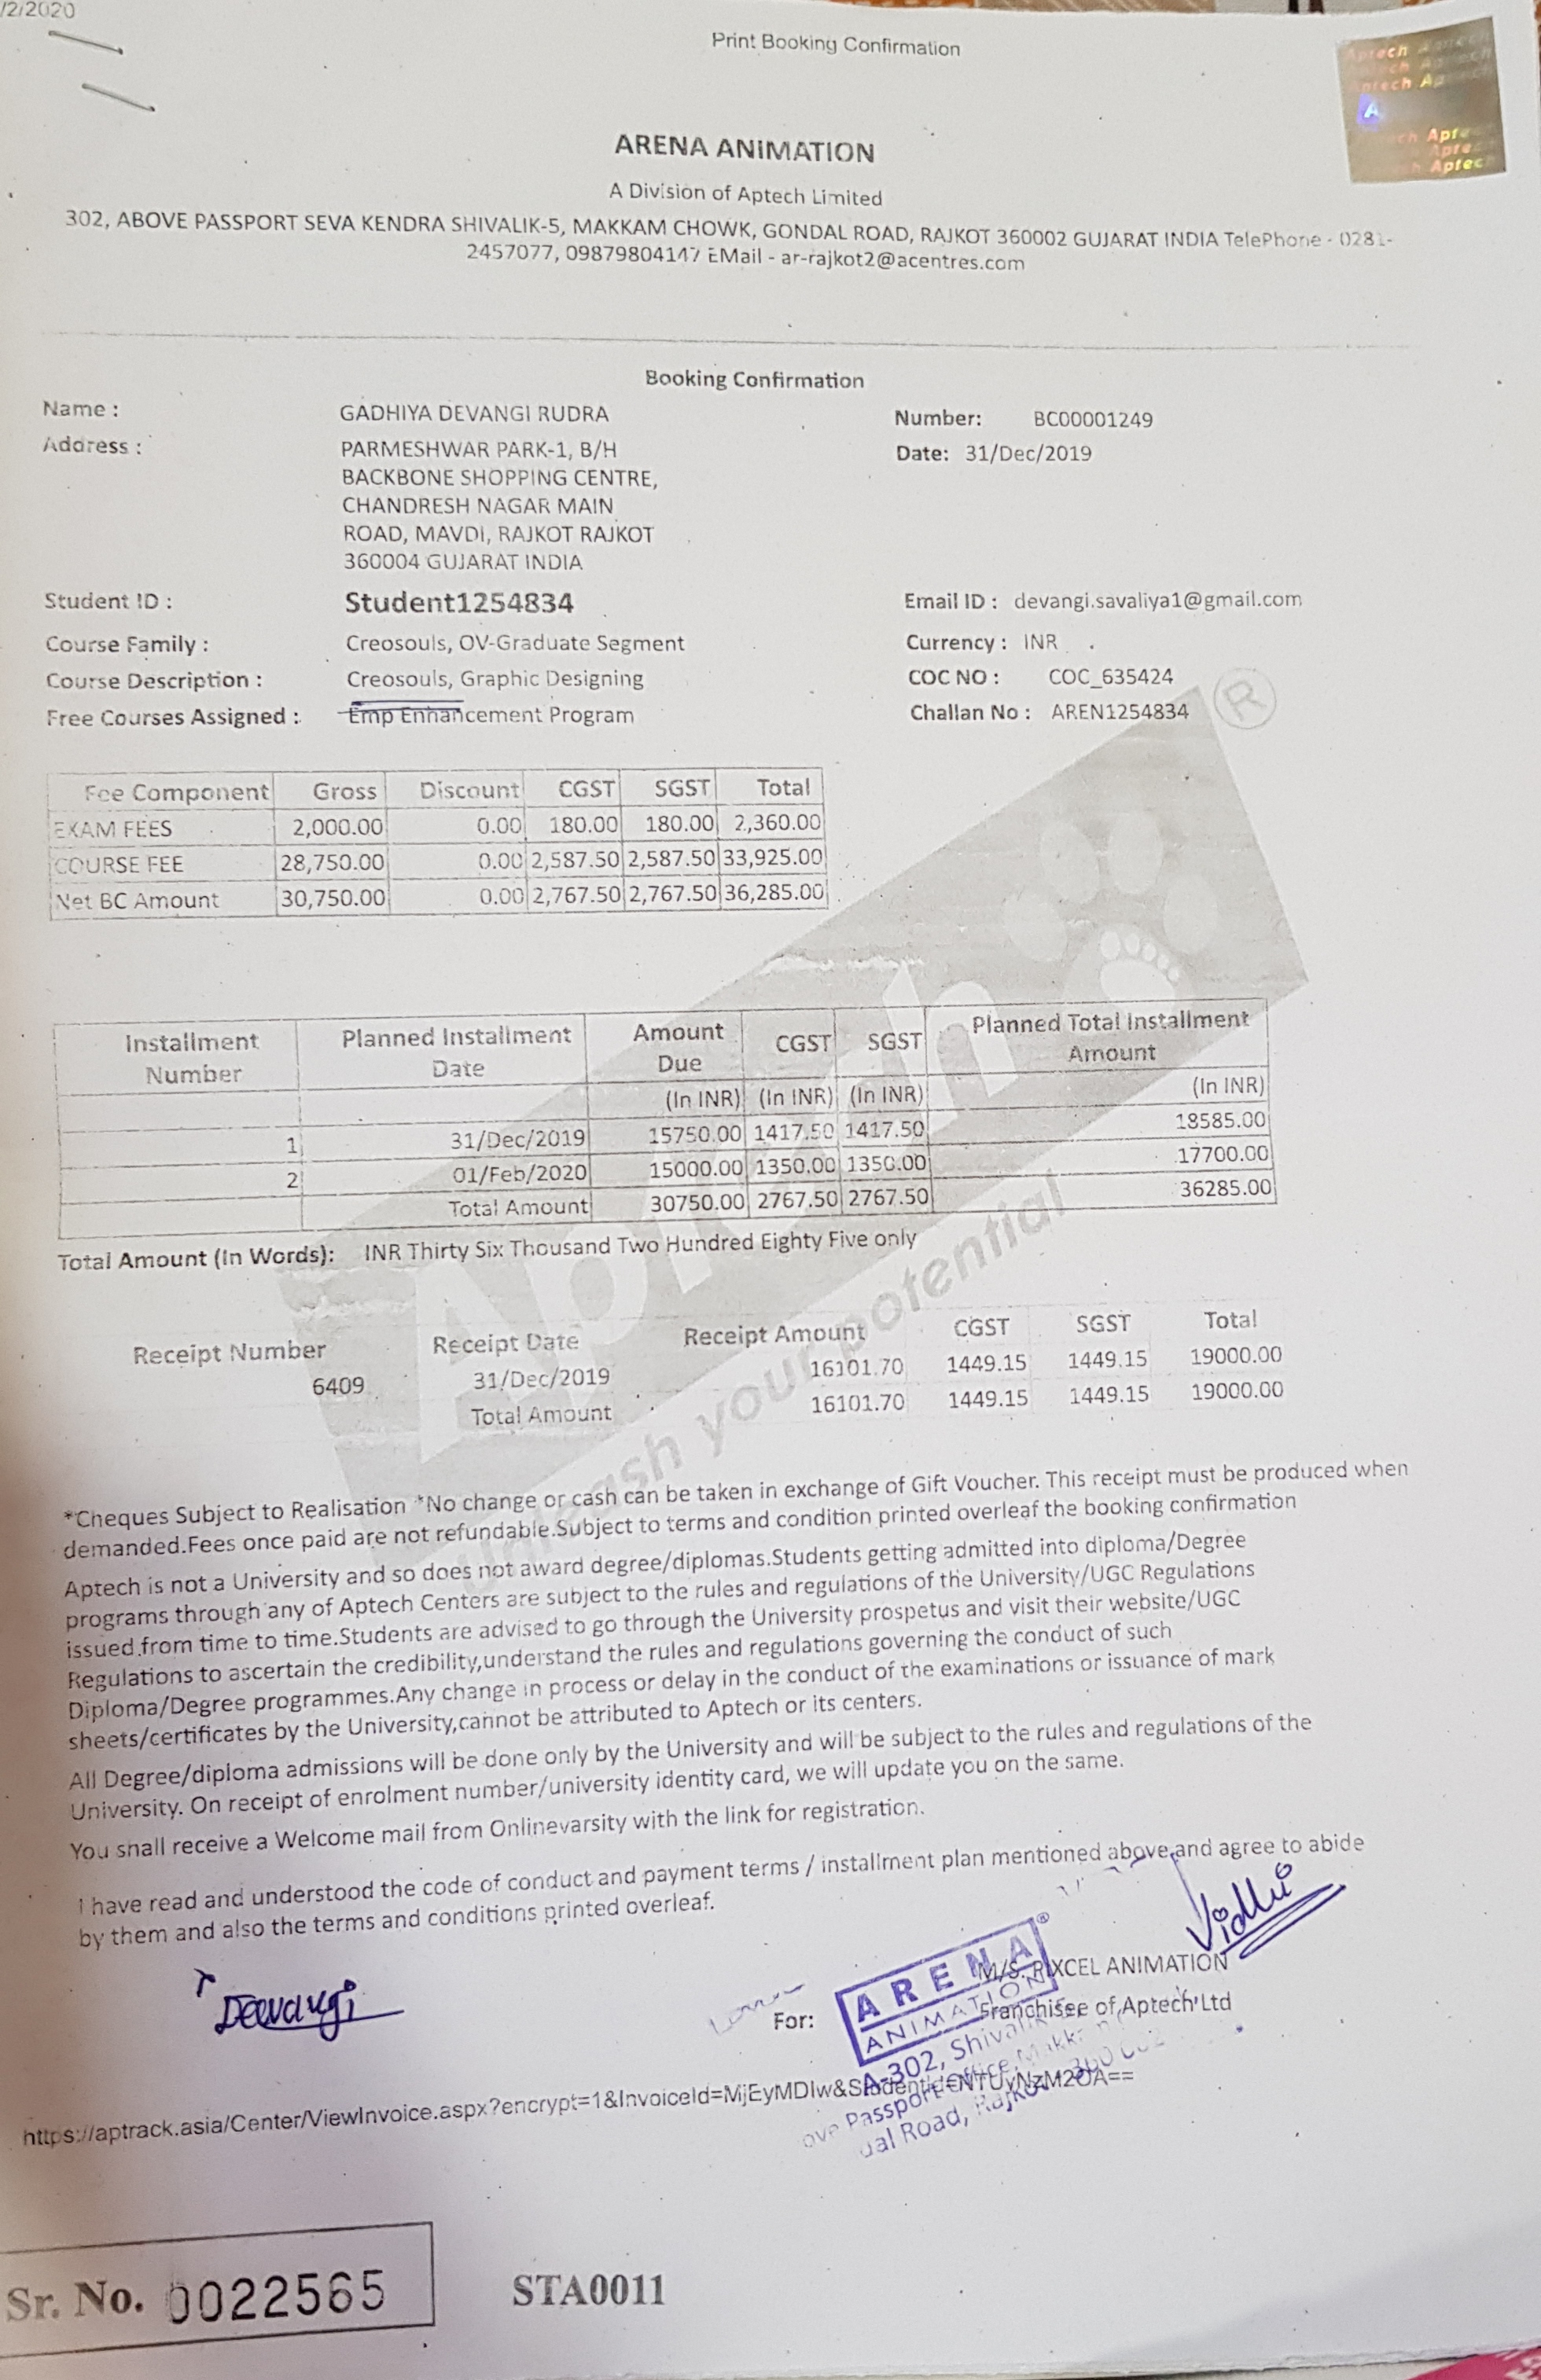 /2/2020
Print Booking Confirmation
Aptech
Aptech
ARENA ANIMATION
A Division of Aptech Limited
302, ABOVE PASSPORT SEVA KENDRA SHIVALIK-5, MAKKAM CHOWK, GONDAL ROAD, RAJKOT 360002 GUJARAT INDIA TelePhone - 0281-
2457077, 09879804147 EMail - ar-rajkot2@acentres.com
Booking Confirmation
Name : GADHIYA DEVANGI RUDRA Number: BC00001249
Address : PARMESHWAR PARK-1, B/H Date: 31/Dec/2019
BACKBONE SHOPPING CENTRE,
CHANDRESH NAGAR MAIN
ROAD, MAVDI, RAJKOT RAJKOT
360004 GUJARAT INDIA
Student ID : Student1254834 Email ID : devangi.savaliya1@gmail.com
Course Family : Creosouls, OV-Graduate Segment Currency : INR
Course Description : Creosouls, Graphic Designing COC NO : COC_635424
Free Courses Assigned : Emp Enhancement Program Challan No : AREN1254834
Fee Component Gross Discount CGST SGST Total
EXAM FEES 2,000.00 0.00 180.00 180.00 2,360.00
COURSE FEE 28,750.00 0.00 2,587.50 2,587.50 33,925.00
Net BC Amount 30,750.00 0.00 2,767.50 2,767.50 36,285.00
Installment Planned Installment Amount CGST SGST Planned Total Installment
Number Date Due Amount
(In INR) (In INR) (In INR) (In INR)
1 31/Dec/2019 15750.00 1417.50 1417.50 18585.00
2 01/Feb/2020 15000.00 1350.00 1350.00 17700.00
Total Amount 30750.00 2767.50 2767.50 36285.00
Total Amount (In Words): INR Thirty Six Thousand Two Hundred Eighty Five only
Receipt Number Receipt Date Receipt Amount CGST SGST Total
6409 31/Dec/2019 16101.70 1449.15 1449.15 19000.00
Total Amount 16101.70 1449.15 1449.15 19000.00
*Cheques Subject to Realisation *No change or cash can be taken in exchange of Gift Voucher. This receipt must be produced when
demanded.Fees once paid are not refundable.Subject to terms and condition printed overleaf the booking confirmation
Aptech is not a University and so does not award degree/diplomas.Students getting admitted into diploma/Degree
programs through any of Aptech Centers are subject to the rules and regulations of the University/UGC Regulations
issued from time to time.Students are advised to go through the University prospetus and visit their website/UGC
Regulations to ascertain the credibility,understand the rules and regulations governing the conduct of such
Diploma/Degree programmes.Any change in process or delay in the conduct of the examinations or issuance of mark
sheets/certificates by the University,cannot be attributed to Aptech or its centers.
All Degree/diploma admissions will be done only by the University and will be subject to the rules and regulations of the
University. On receipt of enrolment number/university identity card, we will update you on the same.
You shall receive a Welcome mail from Onlinevarsity with the link for registration.
I have read and understood the code of conduct and payment terms / installment plan mentioned above and agree to abide
by them and also the terms and conditions printed overleaf.
Vidhi
Devangi
For: M/S. PIXCEL ANIMATION
Franchisee of Aptech Ltd
ARENA
ANIMATION
A-302, Shivalik
Passport Office, Makk
Road, Rajkot 360 00
https://aptrack.asia/Center/ViewInvoice.aspx?encrypt=1&InvoiceId=MjEyMDIw&StudentId=NTUyNzM2OA==
Sr. No. 0022565
STA0011